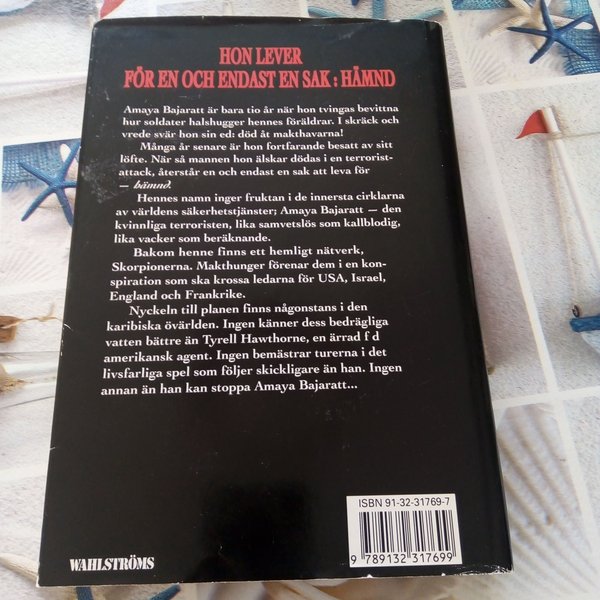 HON LEVER
FÖR EN OCH ENDAST EN SAK : HÄMND
Amaya Bajaratt är bara tio år när hon tvingas bevittna
hur soldater halshugger hennes föräldrar. I skräck och
vrede svär hon sin ed: död åt makthavarna!
Många år senare är hon fortfarande besatt av sitt
löfte. När så mannen hon älskar dödas i en terrorist-
attack, återstår en och endast en sak att leva för
— hämnd.
Hennes namn inger fruktan i de innersta cirklarna
av världens säkerhetstjänster; Amaya Bajaratt — den
kvinnliga terroristen, lika samvetslös som kallblodig,
lika vacker som beräknande.
Bakom henne finns ett hemligt nätverk,
Skorpionerna. Makthunger förenar dem i en kon-
spiration som ska krossa ledarna för USA, Israel,
England och Frankrike.
Nyckeln till planen finns någonstans i den
karibiska övärlden. Ingen känner dess bedrägliga
vatten bättre än Tyrell Hawthorne, en ärrad f d
amerikansk agent. Ingen bemästrar turerna i det
livsfarliga spel som följer skickligare än han. Ingen
annan än han kan stoppa Amaya Bajaratt...
ISBN 91-32-31769-7
9 789132 317699
WAHLSTRÖMS